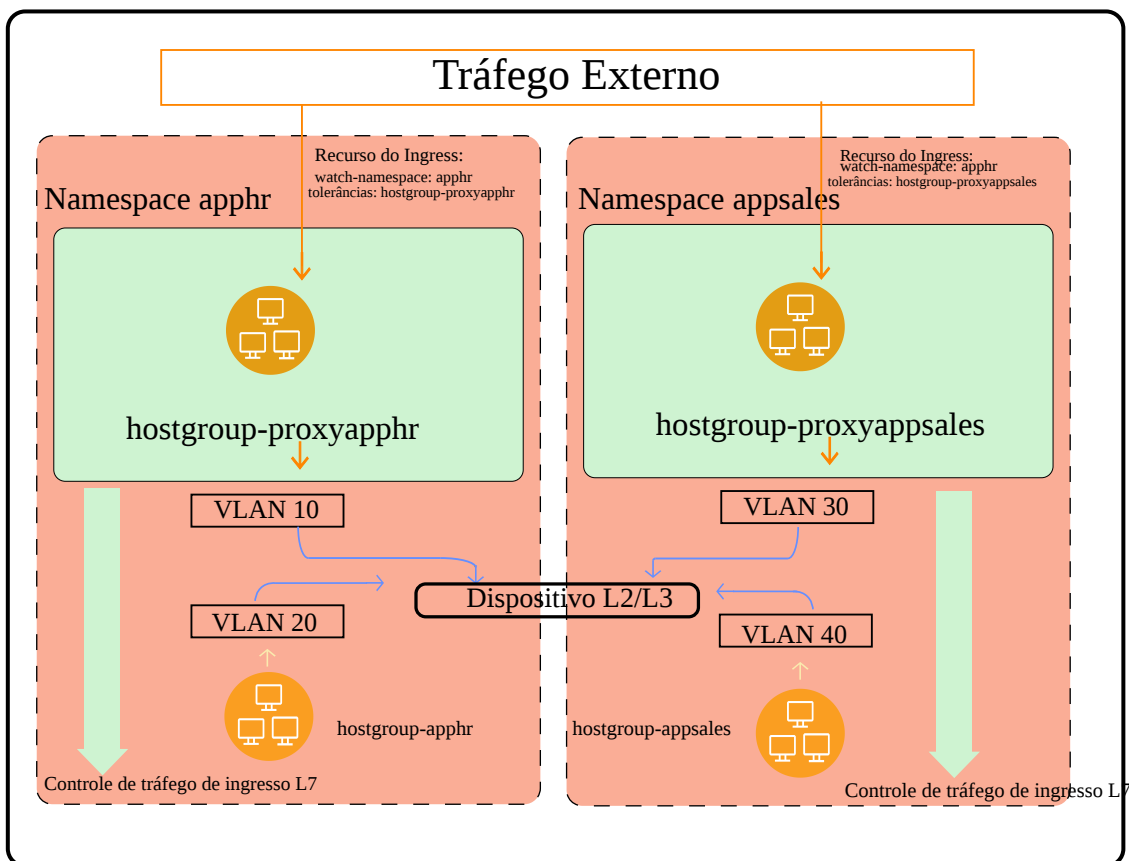 Tráfego Externo
Recurso do Ingress:
watch-namespace: apphr
tolerâncias: hostgroup-proxyapphr
Namespace apphr
hostgroup-proxyapphr
VLAN 10
VLAN 20
hostgroup-apphr
Controle de tráfego de ingresso L7
Dispositivo L2/L3
Recurso do Ingress:
watch-namespace: apphr
tolerâncias: hostgroup-proxyappsales
Namespace appsales
hostgroup-proxyappsales
VLAN 30
VLAN 40
hostgroup-appsales
Controle de tráfego de ingresso L7